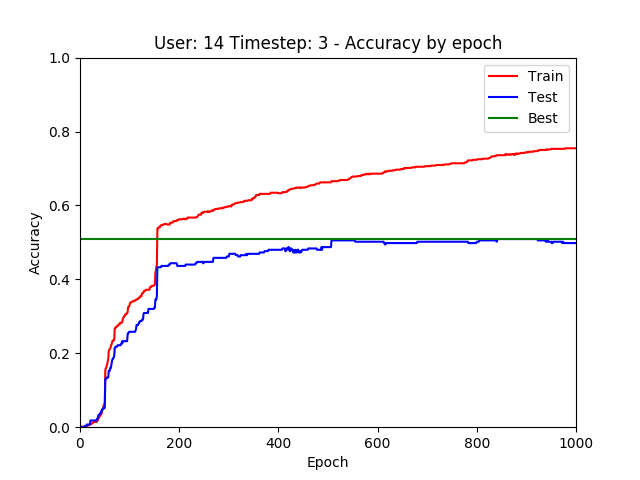 User: 14 Timestep: 3 - Accuracy by epoch
1.0
0.8
0.6
0.4
0.2
0.0
Accuracy
Train
Test
Best
0 200 400 600 800 1000
Epoch